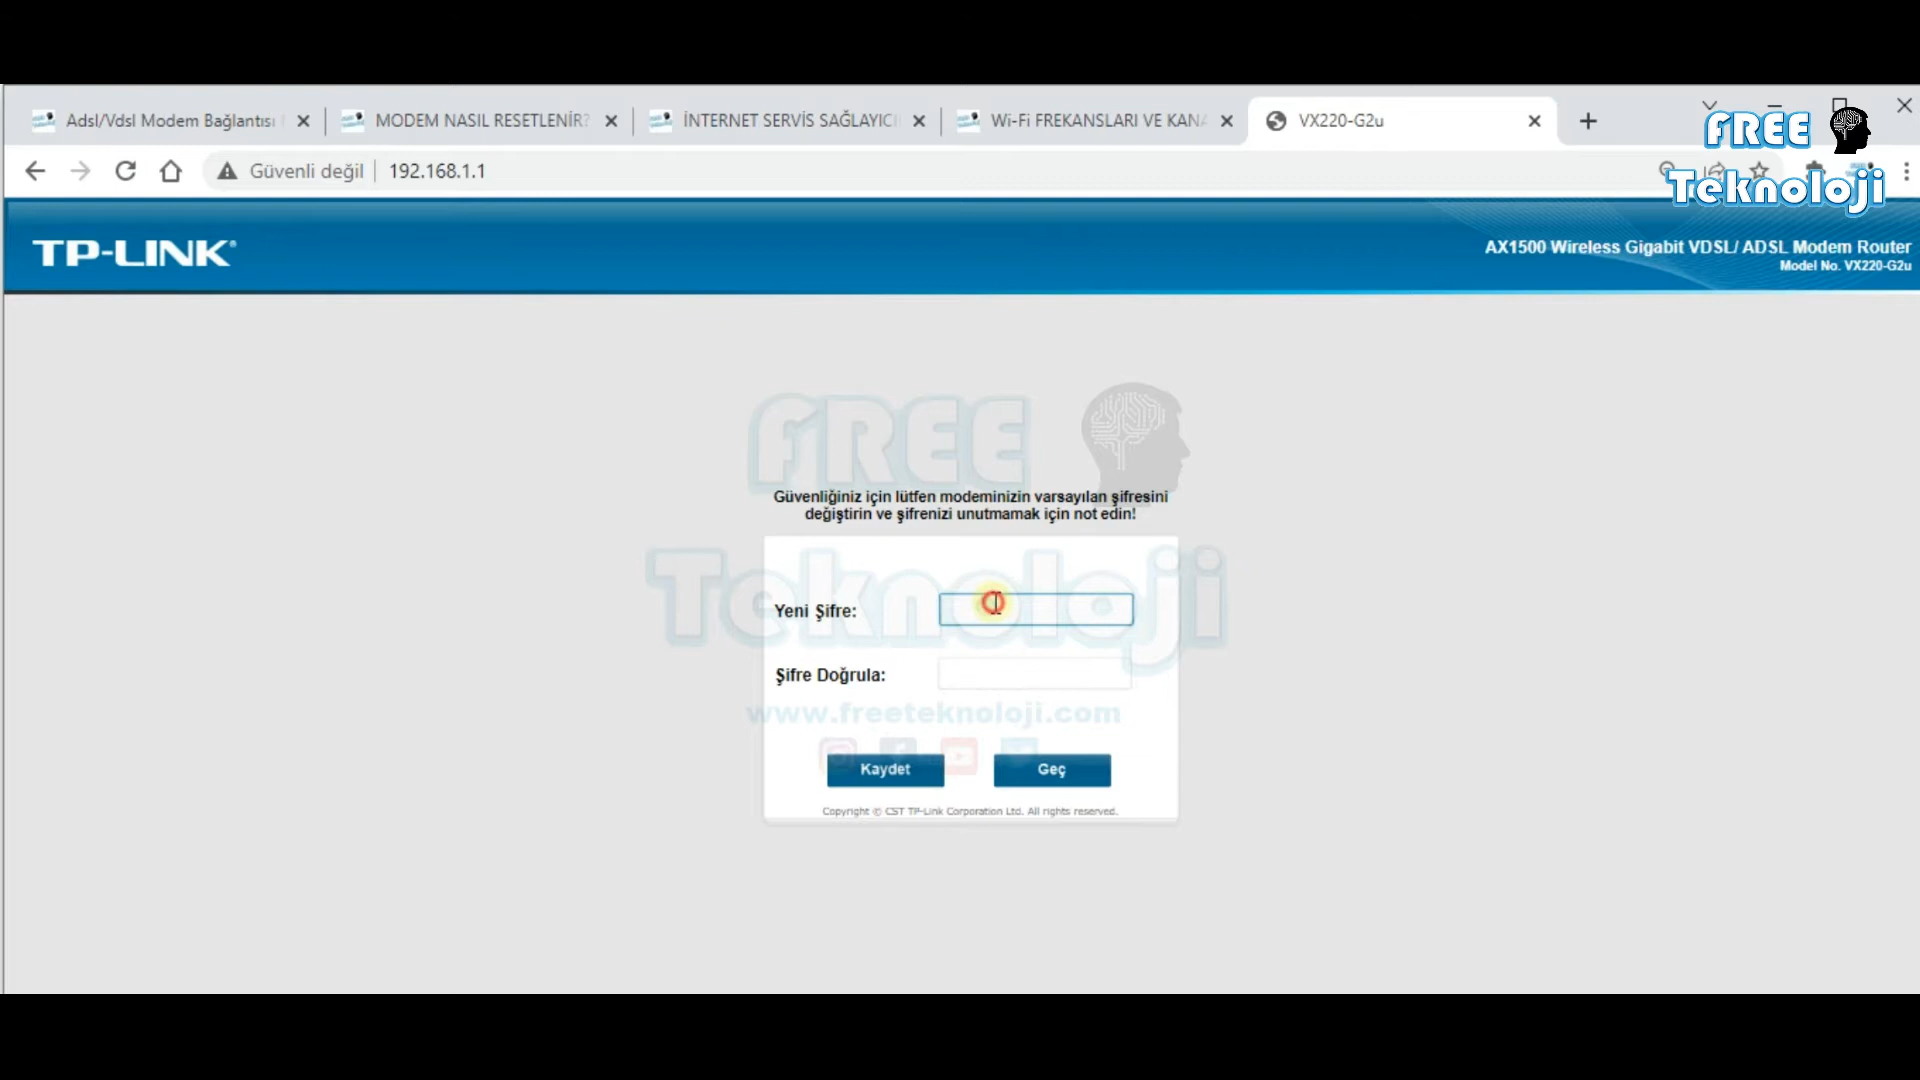 Adsl/Vdsl Modem Bağlantısı
MODEM NASIL RESETLENİR?
İNTERNET SERVİS SAĞLAYICI
Wi-Fi FREKANSLARI VE KANA
VX220-G2u
FREE
Teknoloji
Güvenli değil
192.168.1.1
TP-LINK®
AX1500 Wireless Gigabit VDSL/ ADSL Modem Router
Model No. VX220-G2u
FREE
Güvenliğiniz için lütfen modeminizin varsayılan şifresini
değiştirin ve şifrenizi unutmamak için not edin!
Teknoloji
Yeni Şifre:
Şifre Doğrula:
www.freeteknoloji.com
Kaydet
Geç
Copyright © CST TP-Link Corporation Ltd. All rights reserved.